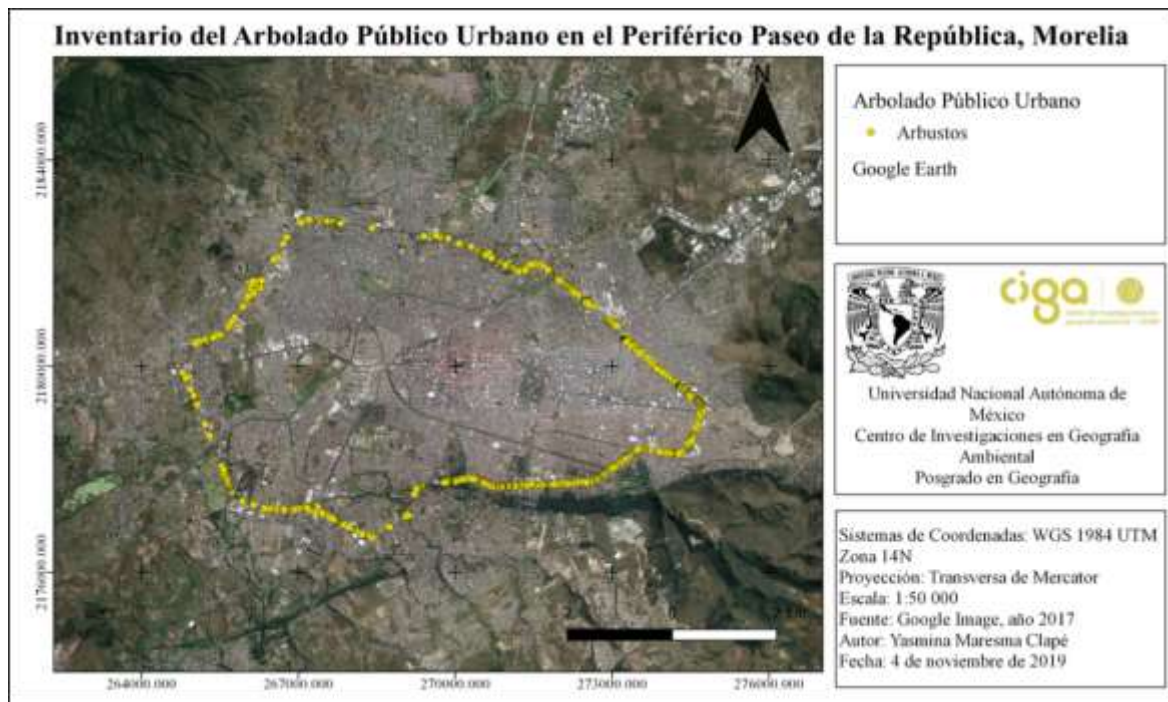 Inventario del Arbolado Público Urbano en el Periférico Paseo de la República, Morelia
N
2184000.000
2180000.000
2176000.000
264000.000
267000.000
270000.000
273000.000
276000.000
Arbolado Público Urbano
Arbustos
Google Earth
ciga
Universidad Nacional Autónoma de
México
Centro de Investigaciones en Geografía
Ambiental
Posgrado en Geografía
Sistemas de Coordenadas: WGS 1984 UTM
Zona 14N
Proyección: Transversa de Mercator
Escala: 1:50 000
Fuente: Google Image, año 2017
Autor: Yasmina Maresma Clapé
Fecha: 4 de noviembre de 2019